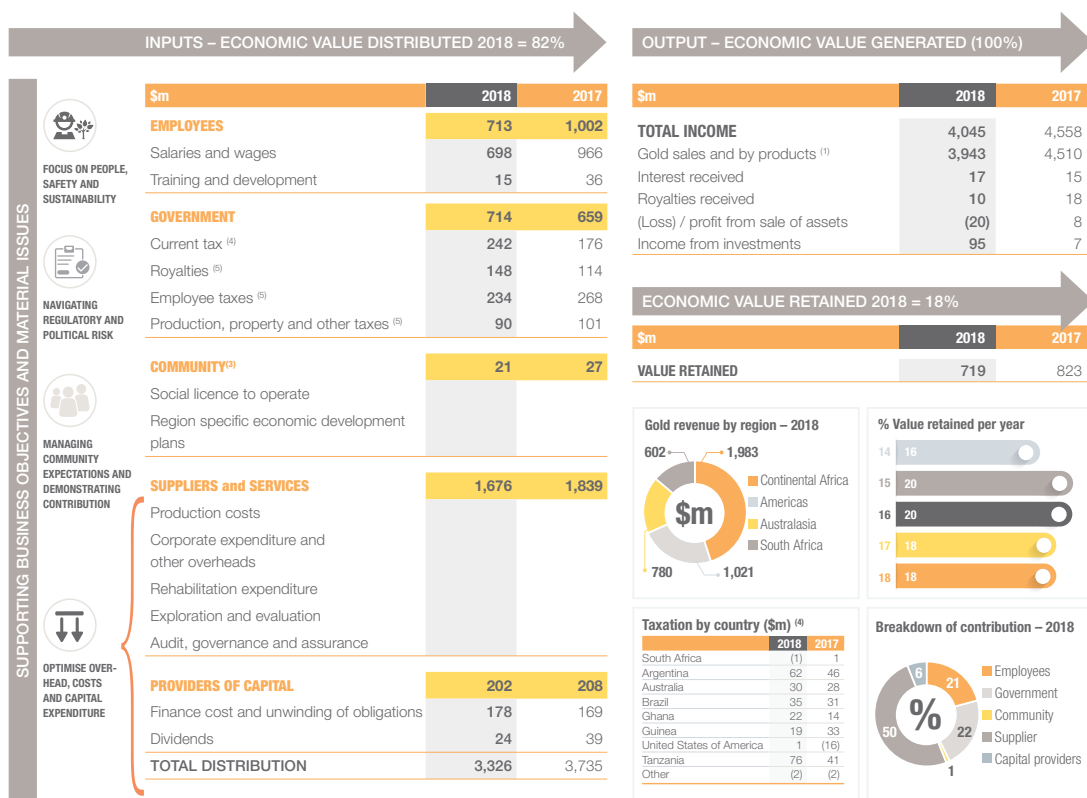 INPUTS – ECONOMIC VALUE DISTRIBUTED 2018 = 82%
SUPPORTING BUSINESS OBJECTIVES AND MATERIAL ISSUES
FOCUS ON PEOPLE,
SAFETY AND
SUSTAINABILITY
NAVIGATING
REGULATORY AND
POLITICAL RISK
MANAGING
COMMUNITY
EXPECTATIONS AND
DEMONSTRATING
CONTRIBUTION
OPTIMISE OVER-
HEAD, COSTS
AND CAPITAL
EXPENDITURE
$m 2018 2017
EMPLOYEES 713 1,002
Salaries and wages 698 966
Training and development 15 36
GOVERNMENT 714 659
Current tax (4) 242 176
Royalties (5) 148 114
Employee taxes (5) 234 268
Production, property and other taxes (5) 90 101
COMMUNITY(3) 21 27
Social licence to operate
Region specific economic development
plans
SUPPLIERS and SERVICES 1,676 1,839
Production costs
Corporate expenditure and
other overheads
Rehabilitation expenditure
Exploration and evaluation
Audit, governance and assurance
PROVIDERS OF CAPITAL 202 208
Finance cost and unwinding of obligations 178 169
Dividends 24 39
TOTAL DISTRIBUTION 3,326 3,735
OUTPUT – ECONOMIC VALUE GENERATED (100%)
$m 2018 2017
TOTAL INCOME 4,045 4,558
Gold sales and by products (1) 3,943 4,510
Interest received 17 15
Royalties received 10 18
(Loss) / profit from sale of assets (20) 8
Income from investments 95 7
ECONOMIC VALUE RETAINED 2018 = 18%
$m 2018 2017
VALUE RETAINED 719 823
Gold revenue by region – 2018
602 1,983
$m
780 1,021
Continental Africa
Americas
Australasia
South Africa
% Value retained per year
14 16
15 20
16 20
17 18
18 18
Taxation by country ($m) (4)
2018 2017
South Africa (1) 1
Argentina 62 46
Australia 30 28
Brazil 35 31
Ghana 22 14
Guinea 19 33
United States of America 1 (16)
Tanzania 76 41
Other (2) (2)
Breakdown of contribution – 2018
6
21
50
%
22
1
Employees
Government
Community
Supplier
Capital providers